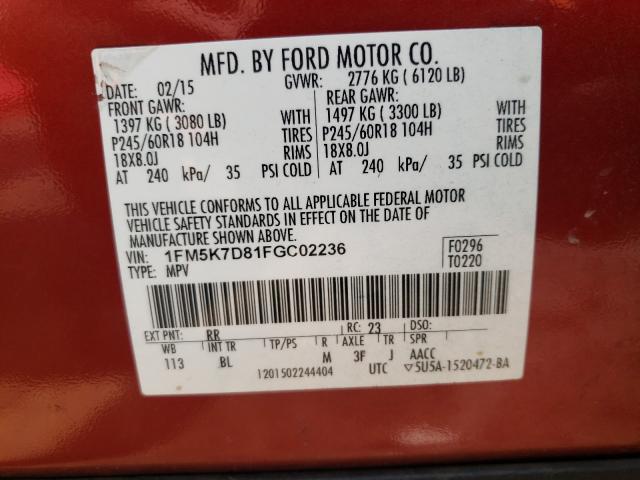 MFD. BY FORD MOTOR CO.
DATE: 02/15 GVWR: 2776 KG ( 6120 LB)
FRONT GAWR: REAR GAWR:
1397 KG ( 3080 LB) WITH 1497 KG ( 3300 LB) WITH
P245/60R18 104H TIRES P245/60R18 104H TIRES
18X8.0J RIMS 18X8.0J RIMS
AT 240 kPa/ 35 PSI COLD AT 240 kPa/ 35 PSI COLD
THIS VEHICLE CONFORMS TO ALL APPLICABLE FEDERAL MOTOR
VEHICLE SAFETY STANDARDS IN EFFECT ON THE DATE OF
MANUFACTURE SHOWN ABOVE.
VIN: 1FM5K7D81FGC02236 F0296
TYPE: MPV T0220
EXT PNT: RR RC: 23 DSO:
WB INT TR TP/PS R AXLE TR SPR
113 BL M 3F J AACC
1201502244404 UTC ▽5U5A-1520472-BA